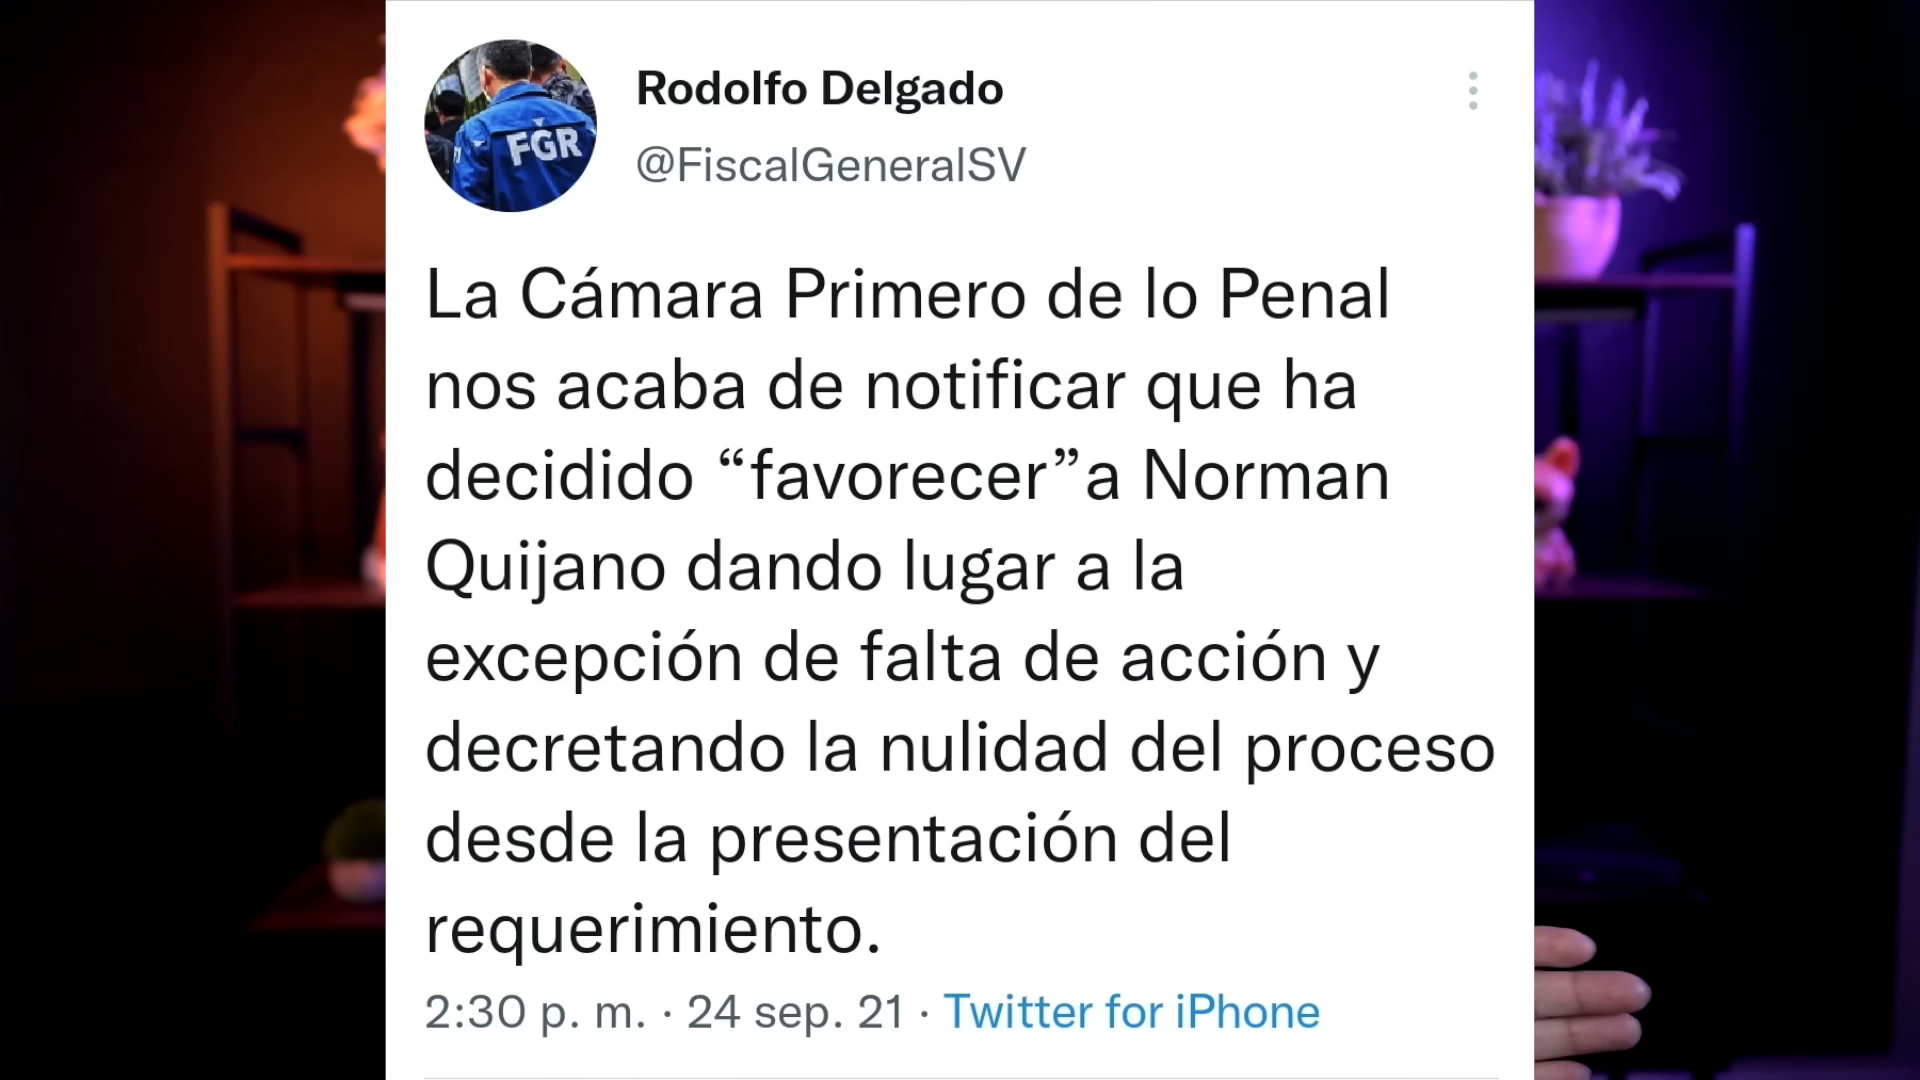 FGR
Rodolfo Delgado
@FiscalGeneralSV
La Cámara Primero de lo Penal
nos acaba de notificar que ha
decidido “favorecer”a Norman
Quijano dando lugar a la
excepción de falta de acción y
decretando la nulidad del proceso
desde la presentación del
requerimiento.
2:30 p. m. · 24 sep. 21 · Twitter for iPhone